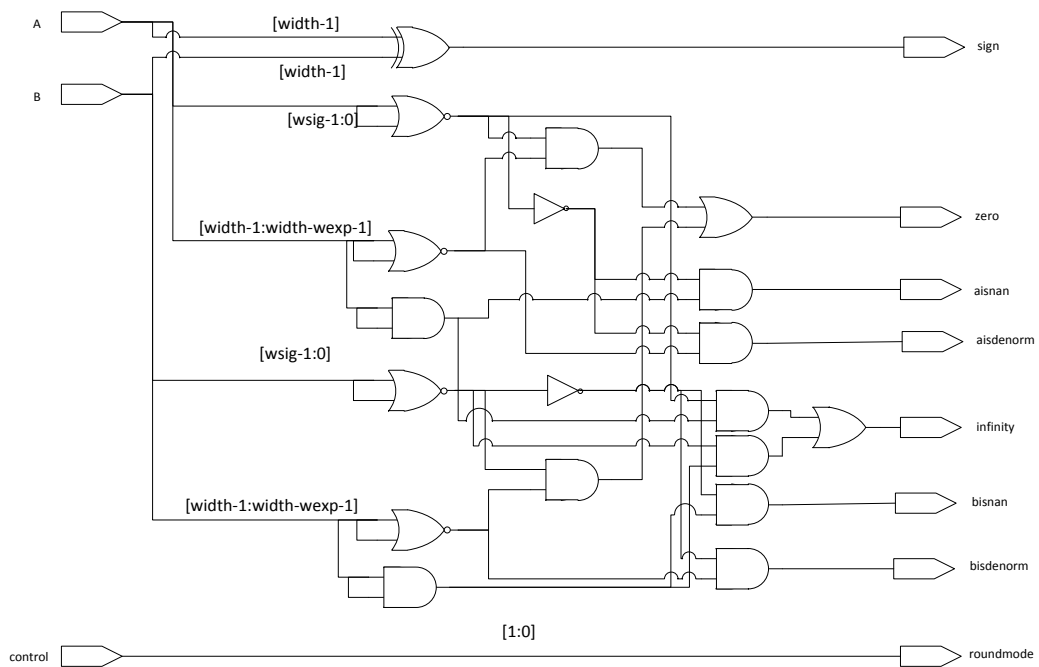 A
[width-1]
sign
[width-1]
B
[wsig-1:0]
[width-1:width-wexp-1]
zero
aisnan
aisdenorm
[wsig-1:0]
infinity
[width-1:width-wexp-1]
bisnan
bisdenorm
[1:0]
control
roundmode